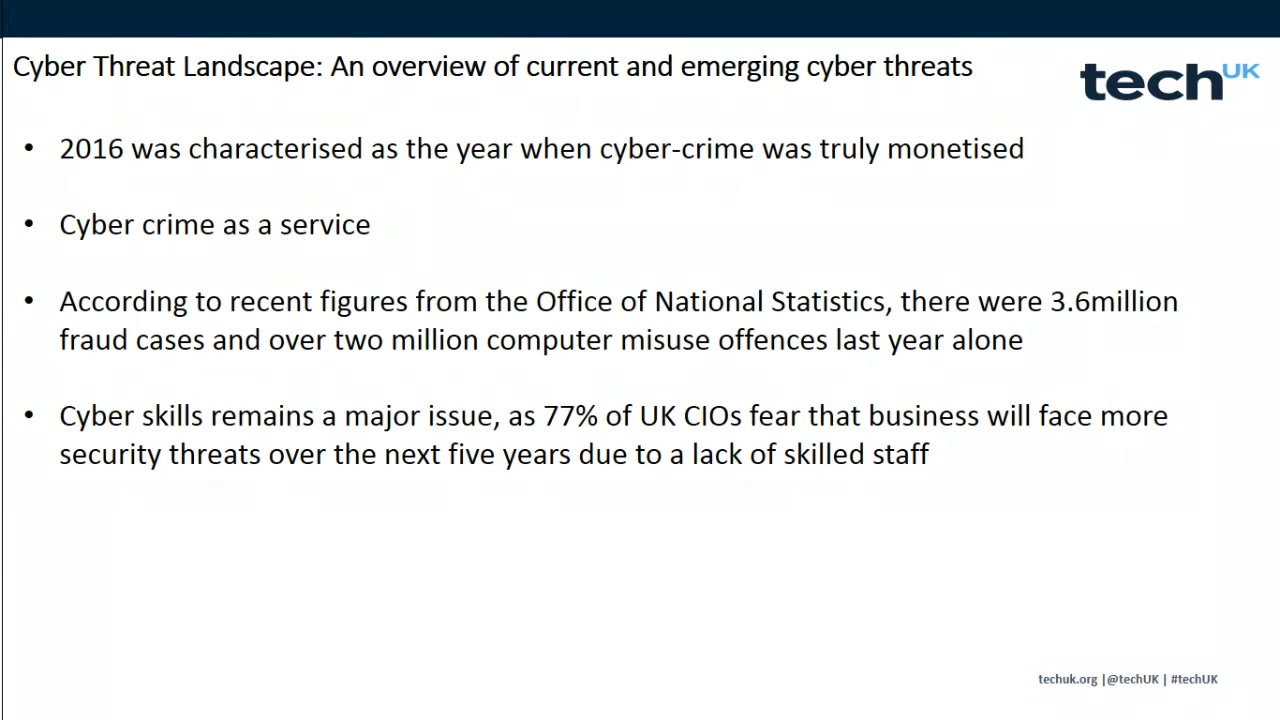 Cyber Threat Landscape: An overview of current and emerging cyber threats
techUK
• 2016 was characterised as the year when cyber-crime was truly monetised
• Cyber crime as a service
• According to recent figures from the Office of National Statistics, there were 3.6million
fraud cases and over two million computer misuse offences last year alone
• Cyber skills remains a major issue, as 77% of UK CIOs fear that business will face more
security threats over the next five years due to a lack of skilled staff
techuk.org |@techUK | #techUK